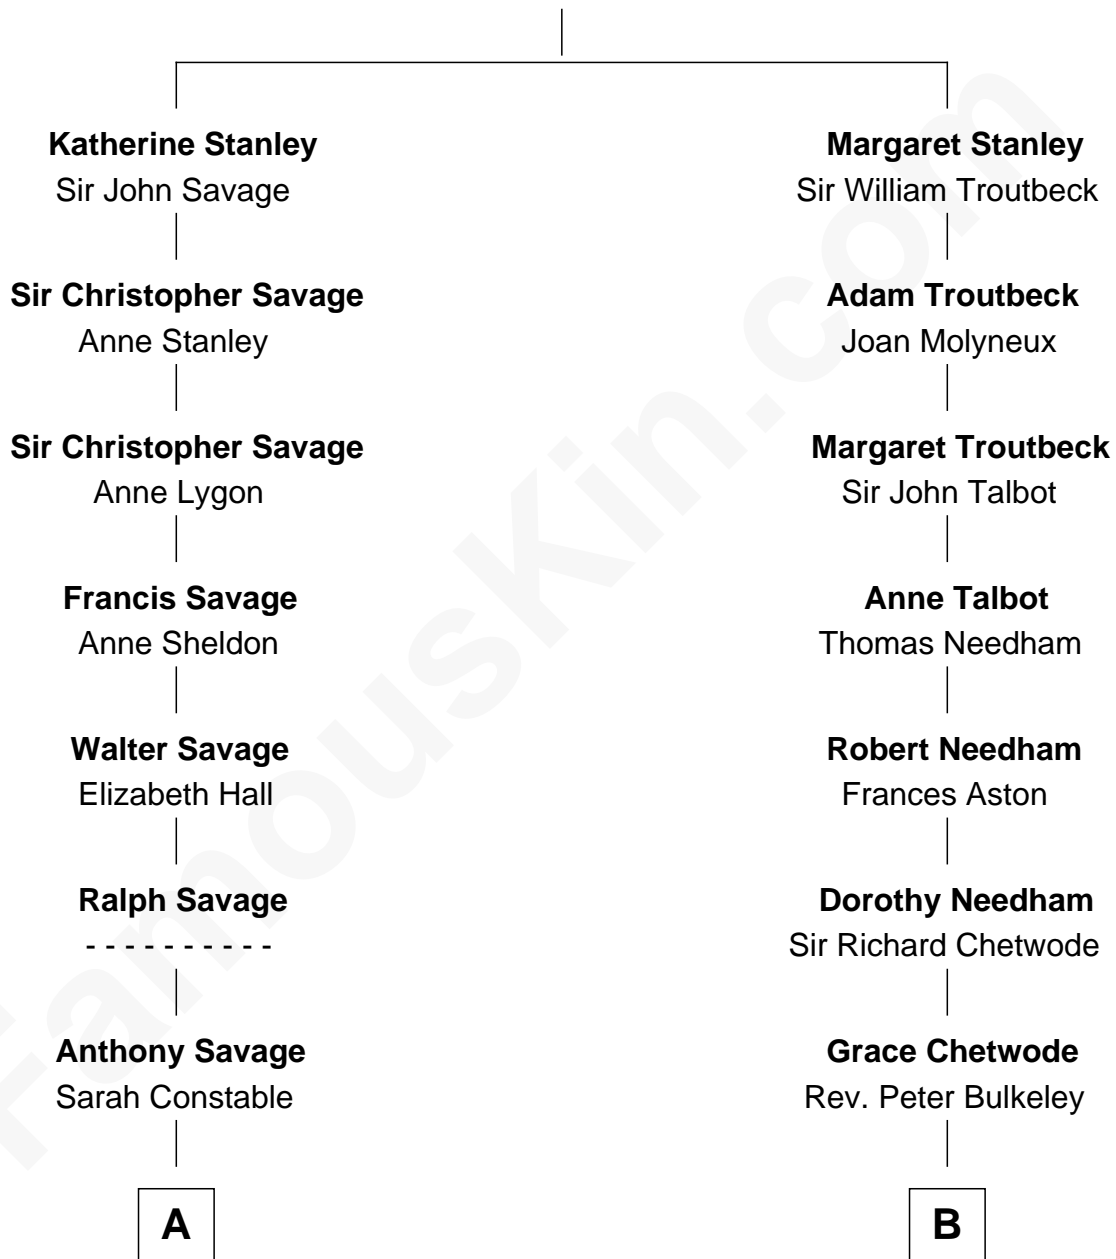 Katherine Stanley
Sir John Savage
Sir Christopher Savage
Anne Stanley
Sir Christopher Savage
Anne Lygon
Francis Savage
Anne Sheldon
Walter Savage
Elizabeth Hall
Ralph Savage
- - - - - - - - - -
Anthony Savage
Sarah Constable
A
Margaret Stanley
Sir William Troutbeck
Adam Troutbeck
Joan Molyneux
Margaret Troutbeck
Sir John Talbot
Anne Talbot
Thomas Needham
Robert Needham
Frances Aston
Dorothy Needham
Sir Richard Chetwode
Grace Chetwode
Rev. Peter Bulkeley
B
FamousKin.com